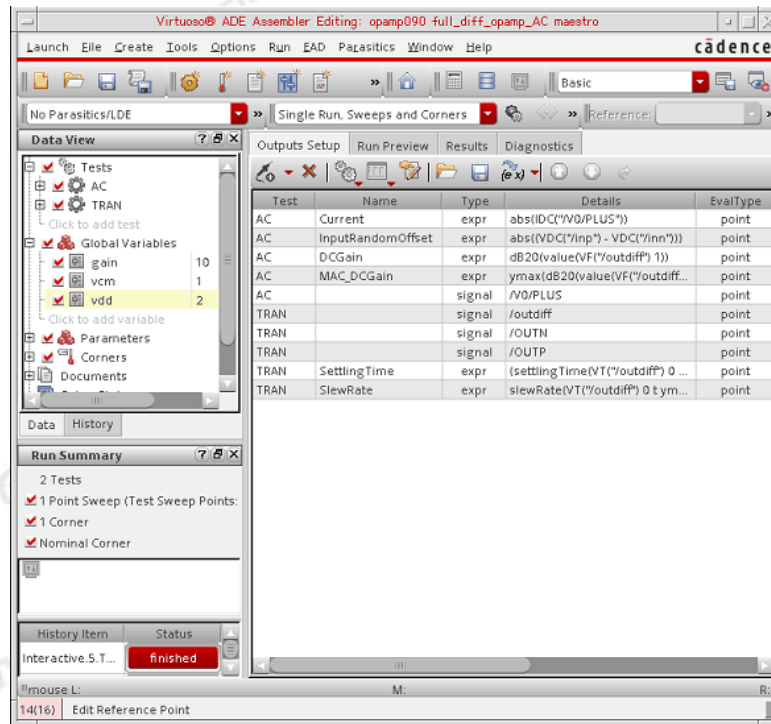 Virtuoso® ADE Assembler Editing: opamp090 full_diff_opamp_AC maestro
Launch File Create Tools Options Run EAD Parasitics Window Help
cādence
» Basic
No Parasitics/LDE » Single Run, Sweeps and Corners » Reference:
Data View
Tests
AC
TRAN
Click to add test
Global Variables
gain 10
vcm 1
vdd 2
Click to add variable
Parameters
Corners
Documents
Data History
Run Summary
2 Tests
1 Point Sweep (Test Sweep Points:
1 Corner
Nominal Corner
History Item Status
Interactive.5.T... finished
Outputs Setup Run Preview Results Diagnostics
Test Name Type Details EvalType
AC Current expr abs(IDC("/V0/PLUS")) point
AC InputRandomOffset expr abs((VDC("/inp") - VDC("/inn"))) point
AC DCGain expr dB20(value(VF("/outdiff") 1)) point
AC MAC_DCGain expr ymax(dB20(value(VF("/outdiff... point
AC signal /V0/PLUS point
TRAN signal /outdiff point
TRAN signal /OUTN point
TRAN signal /OUTP point
TRAN SettlingTime expr (settlingTime(VT("/outdiff") 0 ... point
TRAN SlewRate expr slewRate(VT("/outdiff") 0 t ym... point
mouse L: M: R:
14(16) Edit Reference Point